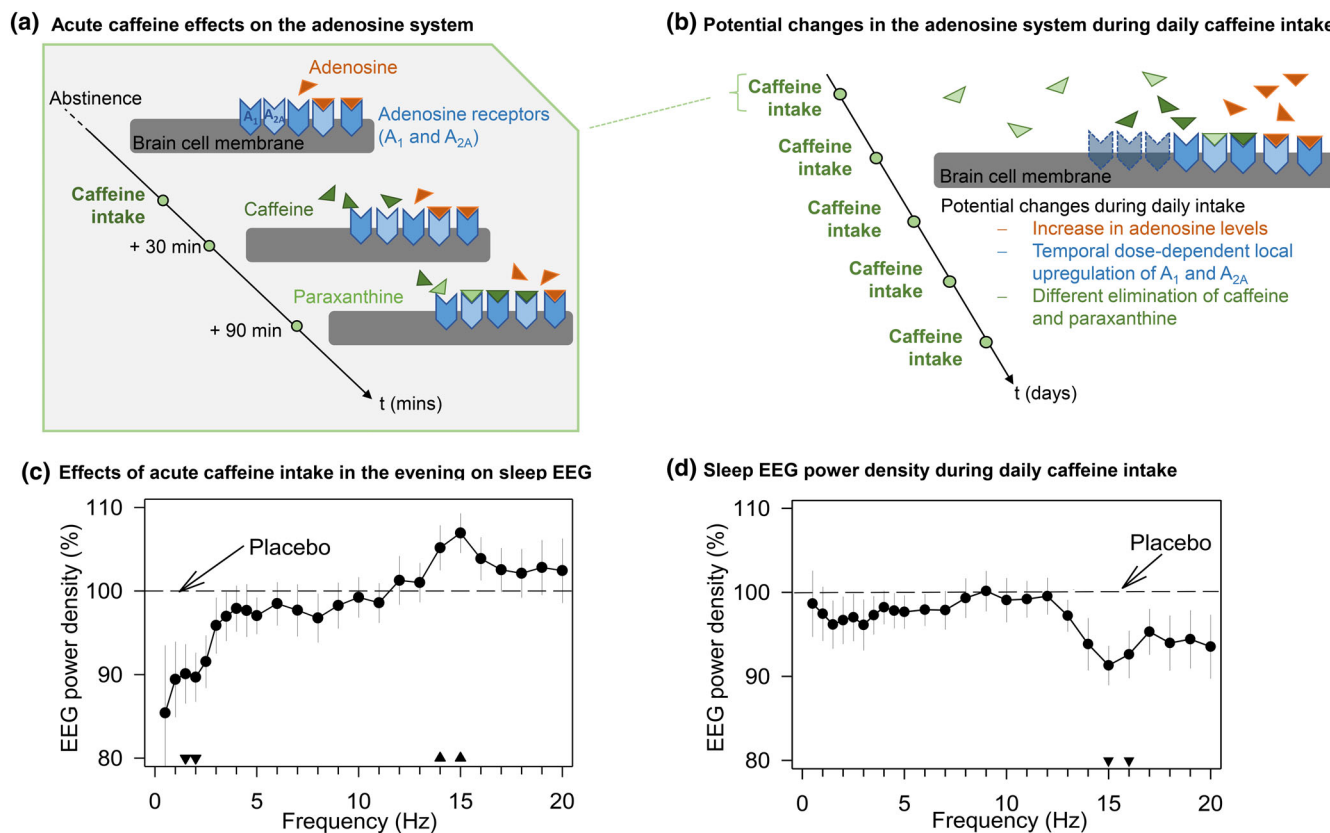 (a) Acute caffeine effects on the adenosine system
Abstinence
Adenosine
A1 A2A
Adenosine receptors
(A1 and A2A)
Brain cell membrane
Caffeine
intake
Caffeine
+ 30 min
Paraxanthine
+ 90 min
t (mins)
(b) Potential changes in the adenosine system during daily caffeine intake
Caffeine
intake
Caffeine
intake
Caffeine
intake
Caffeine
intake
Caffeine
intake
t (days)
Brain cell membrane
Potential changes during daily intake
– Increase in adenosine levels
– Temporal dose-dependent local
upregulation of A1 and A2A
– Different elimination of caffeine
and paraxanthine
(c) Effects of acute caffeine intake in the evening on sleep EEG
EEG power density (%)
110
100
90
80
Placebo
0 5 10 15 20
Frequency (Hz)
(d) Sleep EEG power density during daily caffeine intake
EEG power density (%)
110
100
90
80
Placebo
0 5 10 15 20
Frequency (Hz)